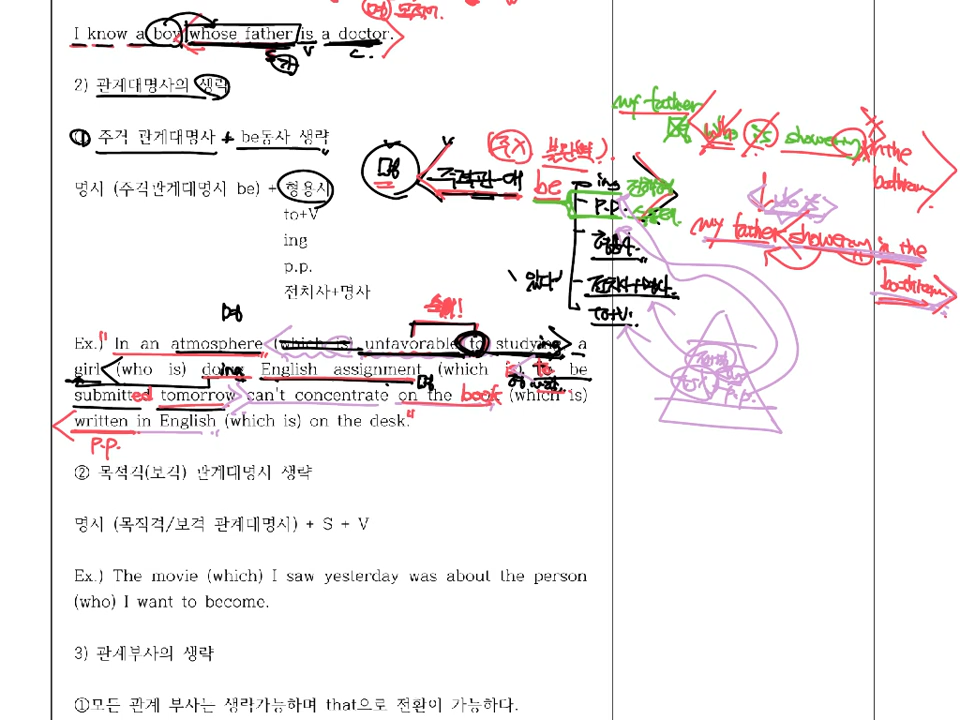 I know a boy whose father is a doctor.
2) 관계대명사의 생략
① 주격 관계대명사 + be동사 생략
명사 (주격관계대명사 be) + 형용사
to+V
ing
p.p.
전치사+명사
명
주격관·대
be
ing
p.p.
전치사+명사
to+V
my father
who is showering in the
bathroom
who is
my father showering in the
bathroom
명
Ex.) In an atmosphere (which is) unfavorable to studying, a
girl (who is) doing English assignment (which is) to be
submitted tomorrow can't concentrate on the book (which is)
written in English (which is) on the desk.
p.p.
② 목적격(보격) 관계대명사 생략
명사 (목적격/보격 관계대명사) + S + V
Ex.) The movie (which) I saw yesterday was about the person
(who) I want to become.
3) 관계부사의 생략
①모든 관계 부사는 생략가능하며 that으로 전환이 가능하다.